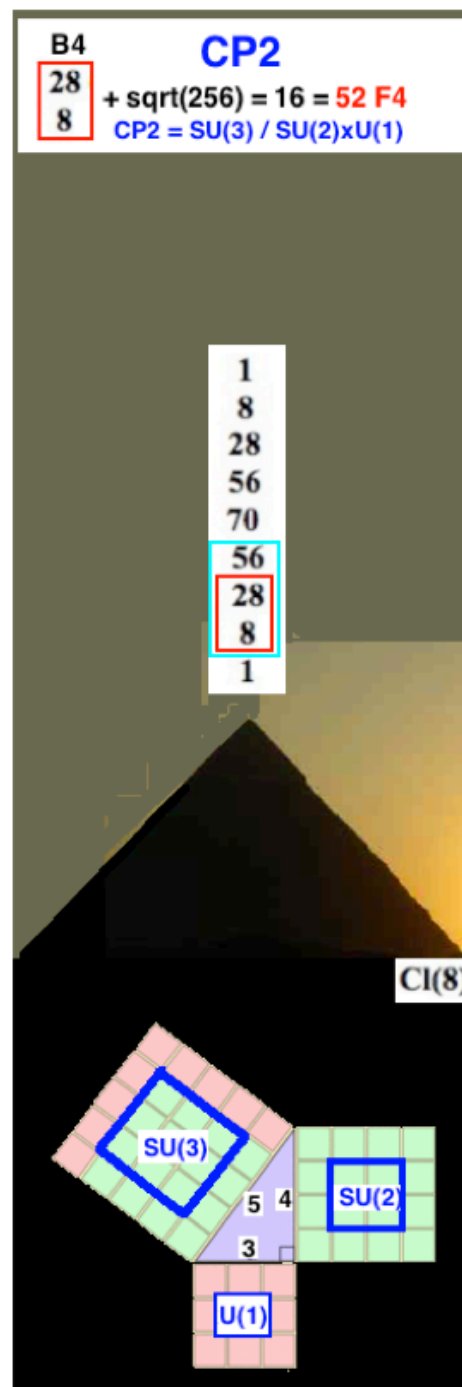 B4
CP2
28
8
+ sqrt(256) = 16 = 52 F4
CP2 = SU(3) / SU(2)xU(1)
1
8
28
56
70
56
28
8
1
Cl(8)
SU(3)
5
4
SU(2)
3
U(1)